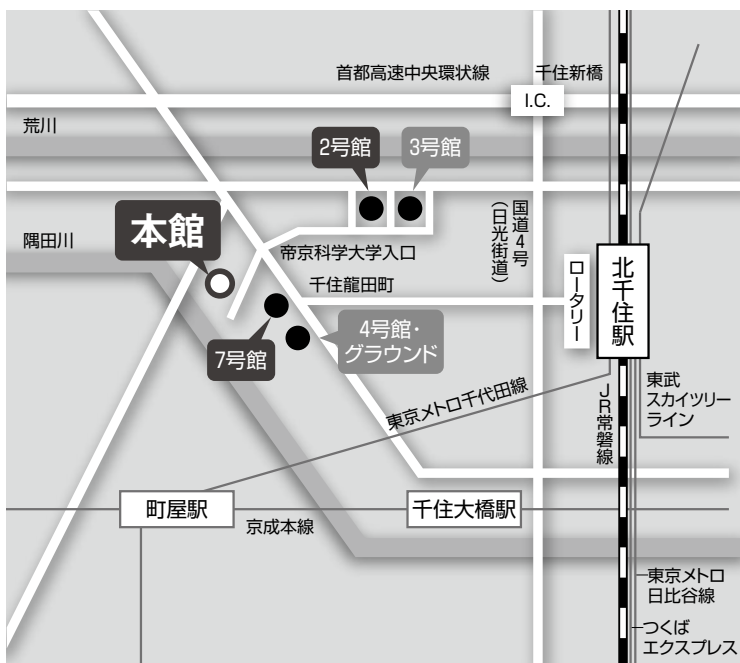 首都高速中央環状線
千住新橋
I.C.
荒川
2号館
3号館
本館
隅田川
帝京科学大学入口
国道4号
（日光街道）
千住龍田町
ロータリー
北千住駅
7号館
4号館・
グラウンド
東京メトロ千代田線
JR常磐線
東武
スカイツリー
ライン
町屋駅
京成本線
千住大橋駅
東京メトロ
日比谷線
つくば
エクスプレス